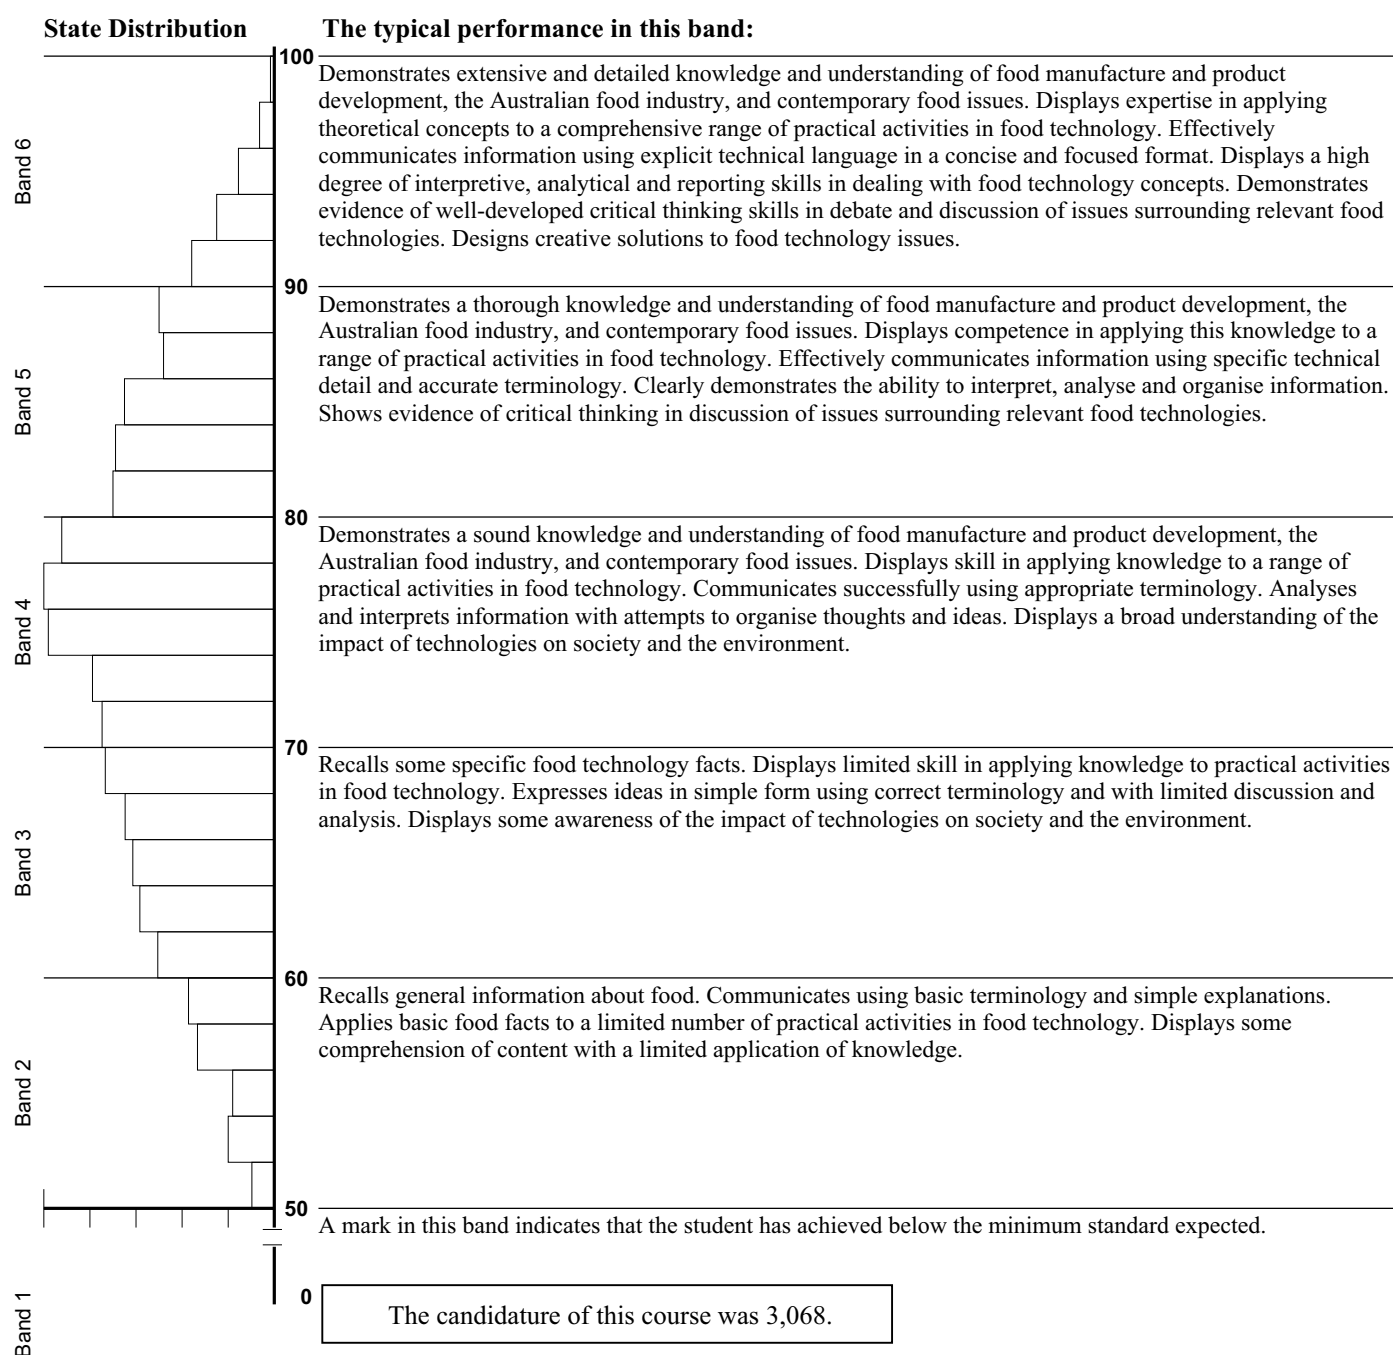 State Distribution
The typical performance in this band:
100
Demonstrates extensive and detailed knowledge and understanding of food manufacture and product
development, the Australian food industry, and contemporary food issues. Displays expertise in applying
theoretical concepts to a comprehensive range of practical activities in food technology. Effectively
communicates information using explicit technical language in a concise and focused format. Displays a high
degree of interpretive, analytical and reporting skills in dealing with food technology concepts. Demonstrates
evidence of well-developed critical thinking skills in debate and discussion of issues surrounding relevant food
technologies. Designs creative solutions to food technology issues.
Band 6
90
Demonstrates a thorough knowledge and understanding of food manufacture and product development, the
Australian food industry, and contemporary food issues. Displays competence in applying this knowledge to a
range of practical activities in food technology. Effectively communicates information using specific technical
detail and accurate terminology. Clearly demonstrates the ability to interpret, analyse and organise information.
Shows evidence of critical thinking in discussion of issues surrounding relevant food technologies.
Band 5
80
Demonstrates a sound knowledge and understanding of food manufacture and product development, the
Australian food industry, and contemporary food issues. Displays skill in applying knowledge to a range of
practical activities in food technology. Communicates successfully using appropriate terminology. Analyses
and interprets information with attempts to organise thoughts and ideas. Displays a broad understanding of the
impact of technologies on society and the environment.
Band 4
70
Recalls some specific food technology facts. Displays limited skill in applying knowledge to practical activities
in food technology. Expresses ideas in simple form using correct terminology and with limited discussion and
analysis. Displays some awareness of the impact of technologies on society and the environment.
Band 3
60
Recalls general information about food. Communicates using basic terminology and simple explanations.
Applies basic food facts to a limited number of practical activities in food technology. Displays some
comprehension of content with a limited application of knowledge.
Band 2
50
A mark in this band indicates that the student has achieved below the minimum standard expected.
0
Band 1
The candidature of this course was 3,068.